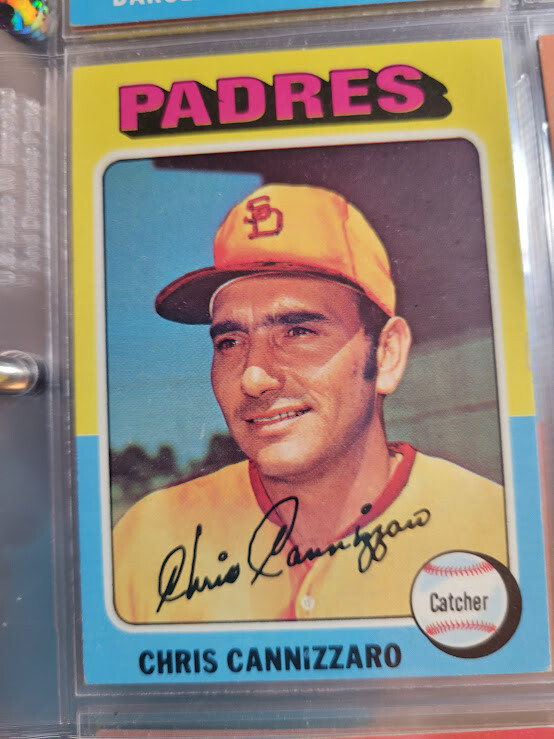 PADRES
SD
Chris Cannizzaro
Catcher
CHRIS CANNIZZARO